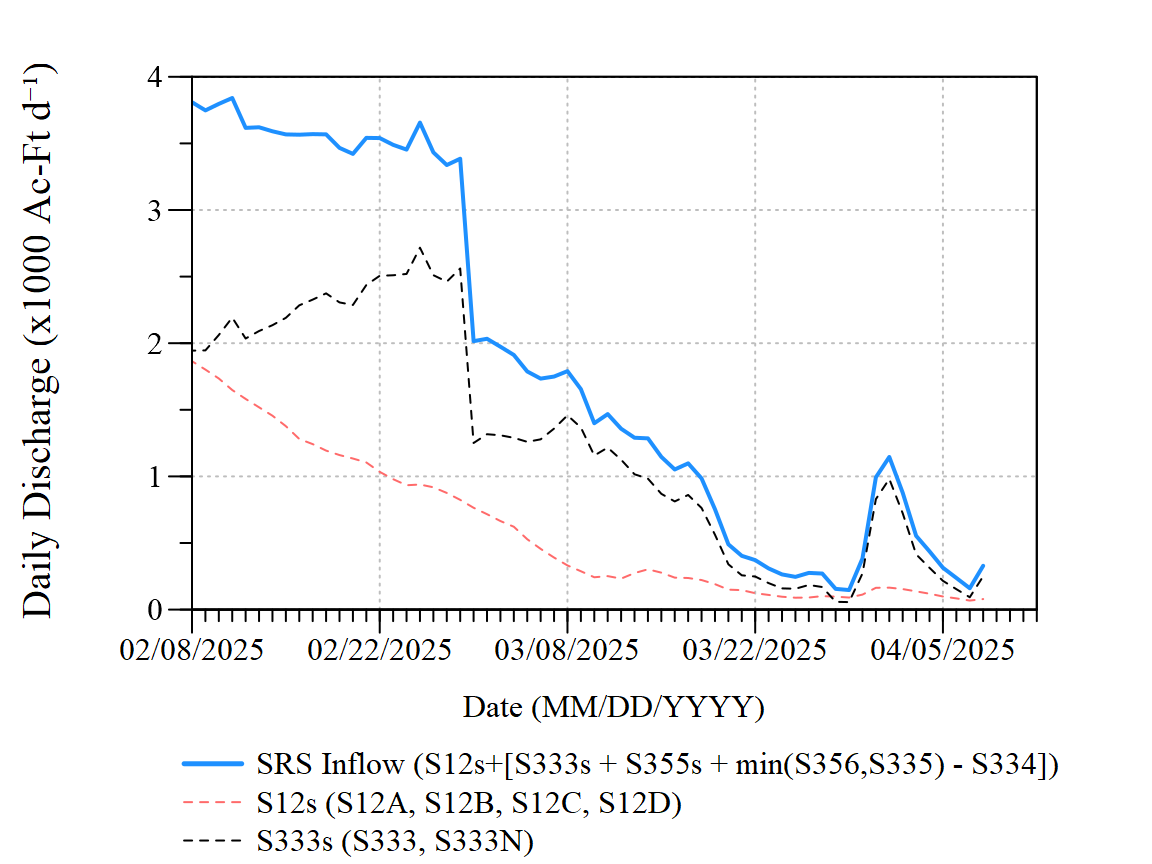 Daily Discharge (x1000 Ac-Ft d⁻¹)
4
3
2
1
0
02/08/2025 02/22/2025 03/08/2025 03/22/2025 04/05/2025
Date (MM/DD/YYYY)
SRS Inflow (S12s+[S333s + S355s + min(S356,S335) - S334])
S12s (S12A, S12B, S12C, S12D)
S333s (S333, S333N)